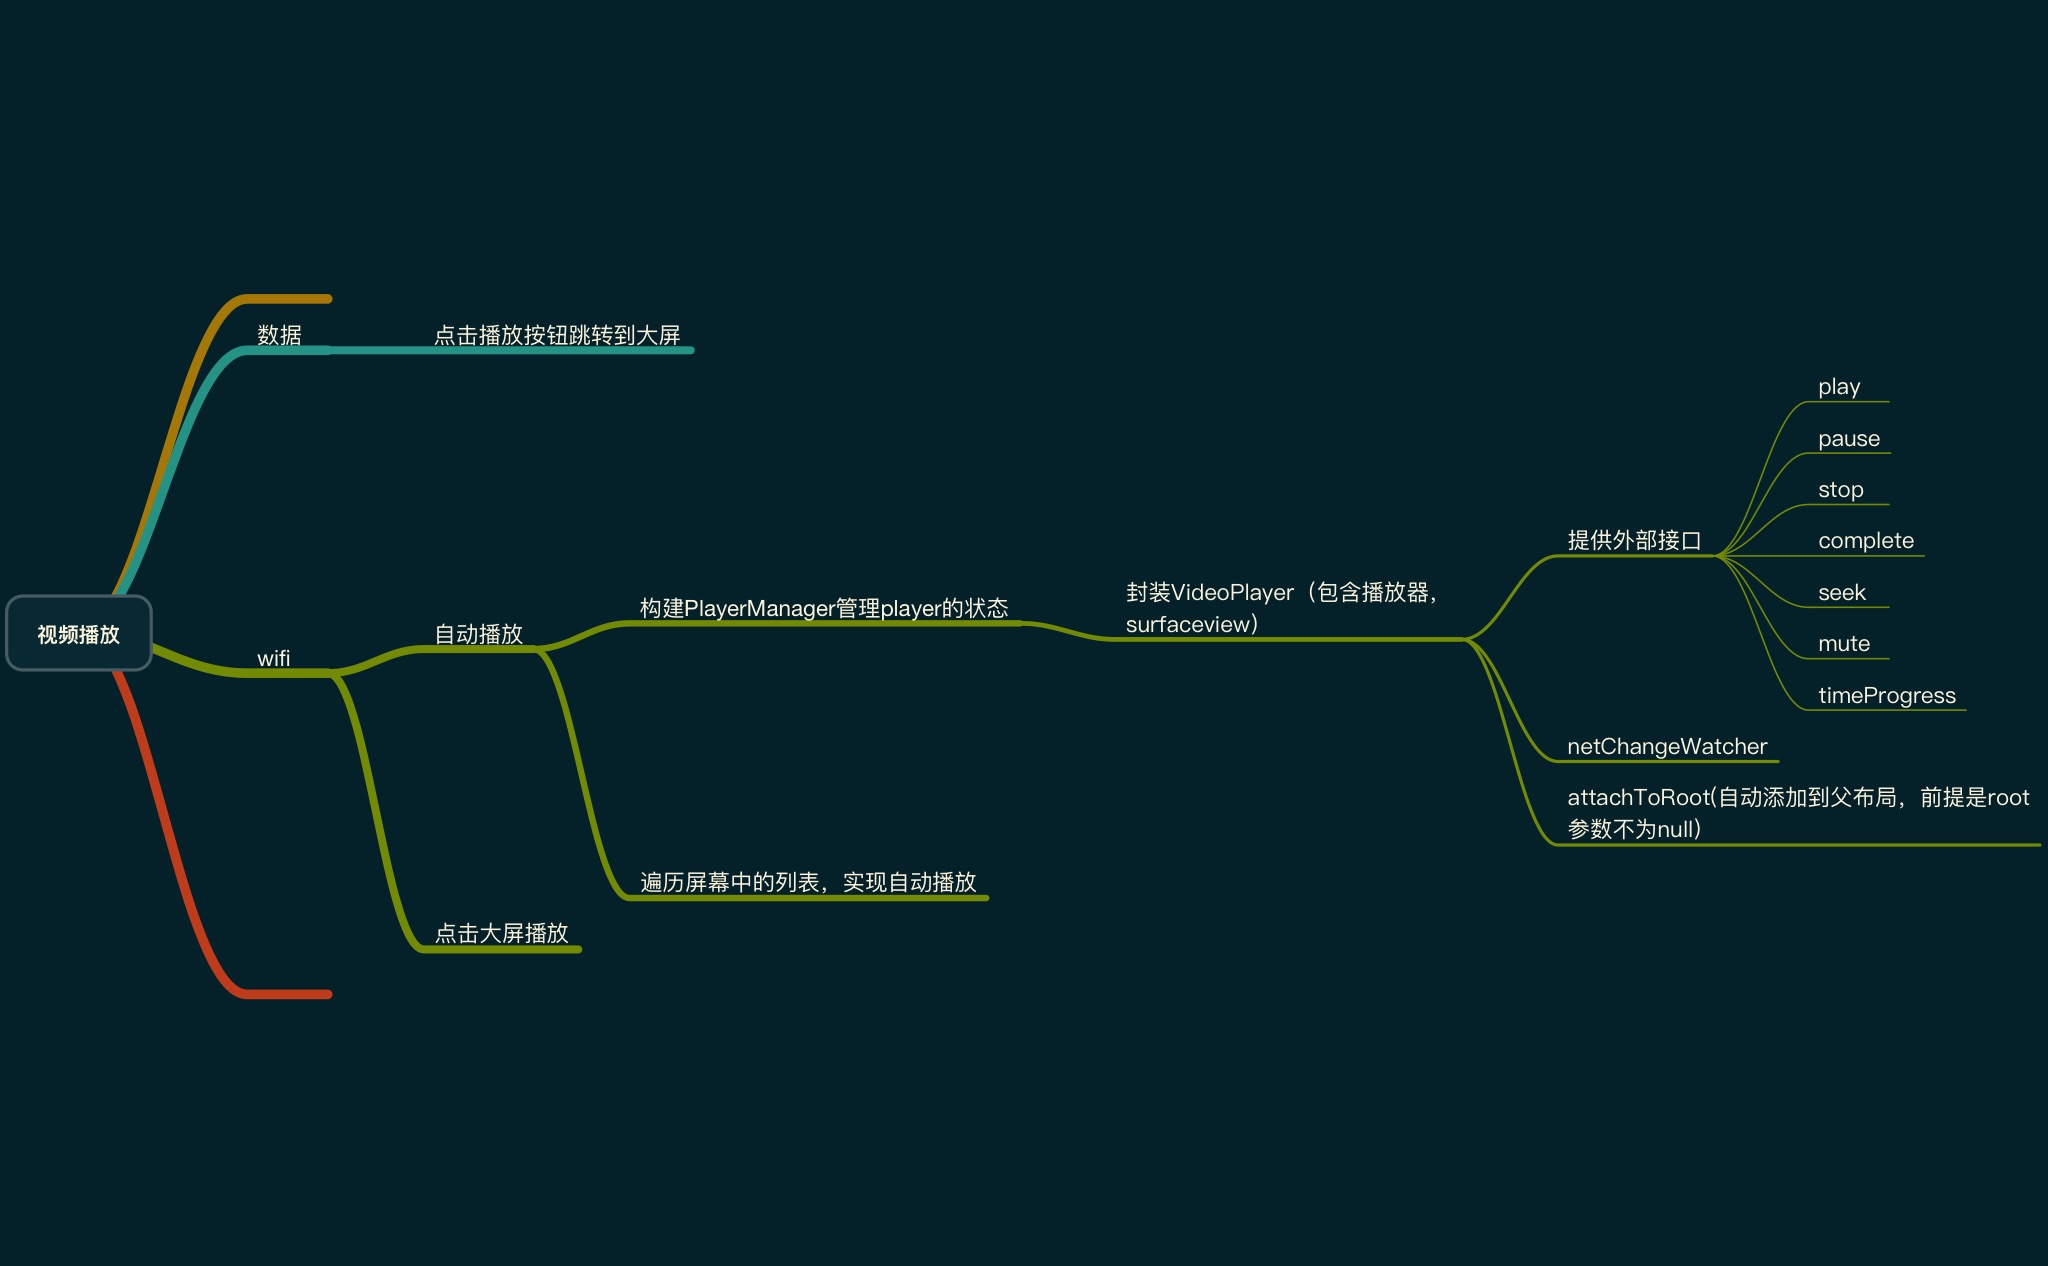 视频播放
数据
点击播放按钮跳转到大屏
wifi
自动播放
构建PlayerManager管理player的状态
封装VideoPlayer（包含播放器，
surfaceview）
提供外部接口
play
pause
stop
complete
seek
mute
timeProgress
netChangeWatcher
attachToRoot(自动添加到父布局，前提是root
参数不为null）
遍历屏幕中的列表，实现自动播放
点击大屏播放